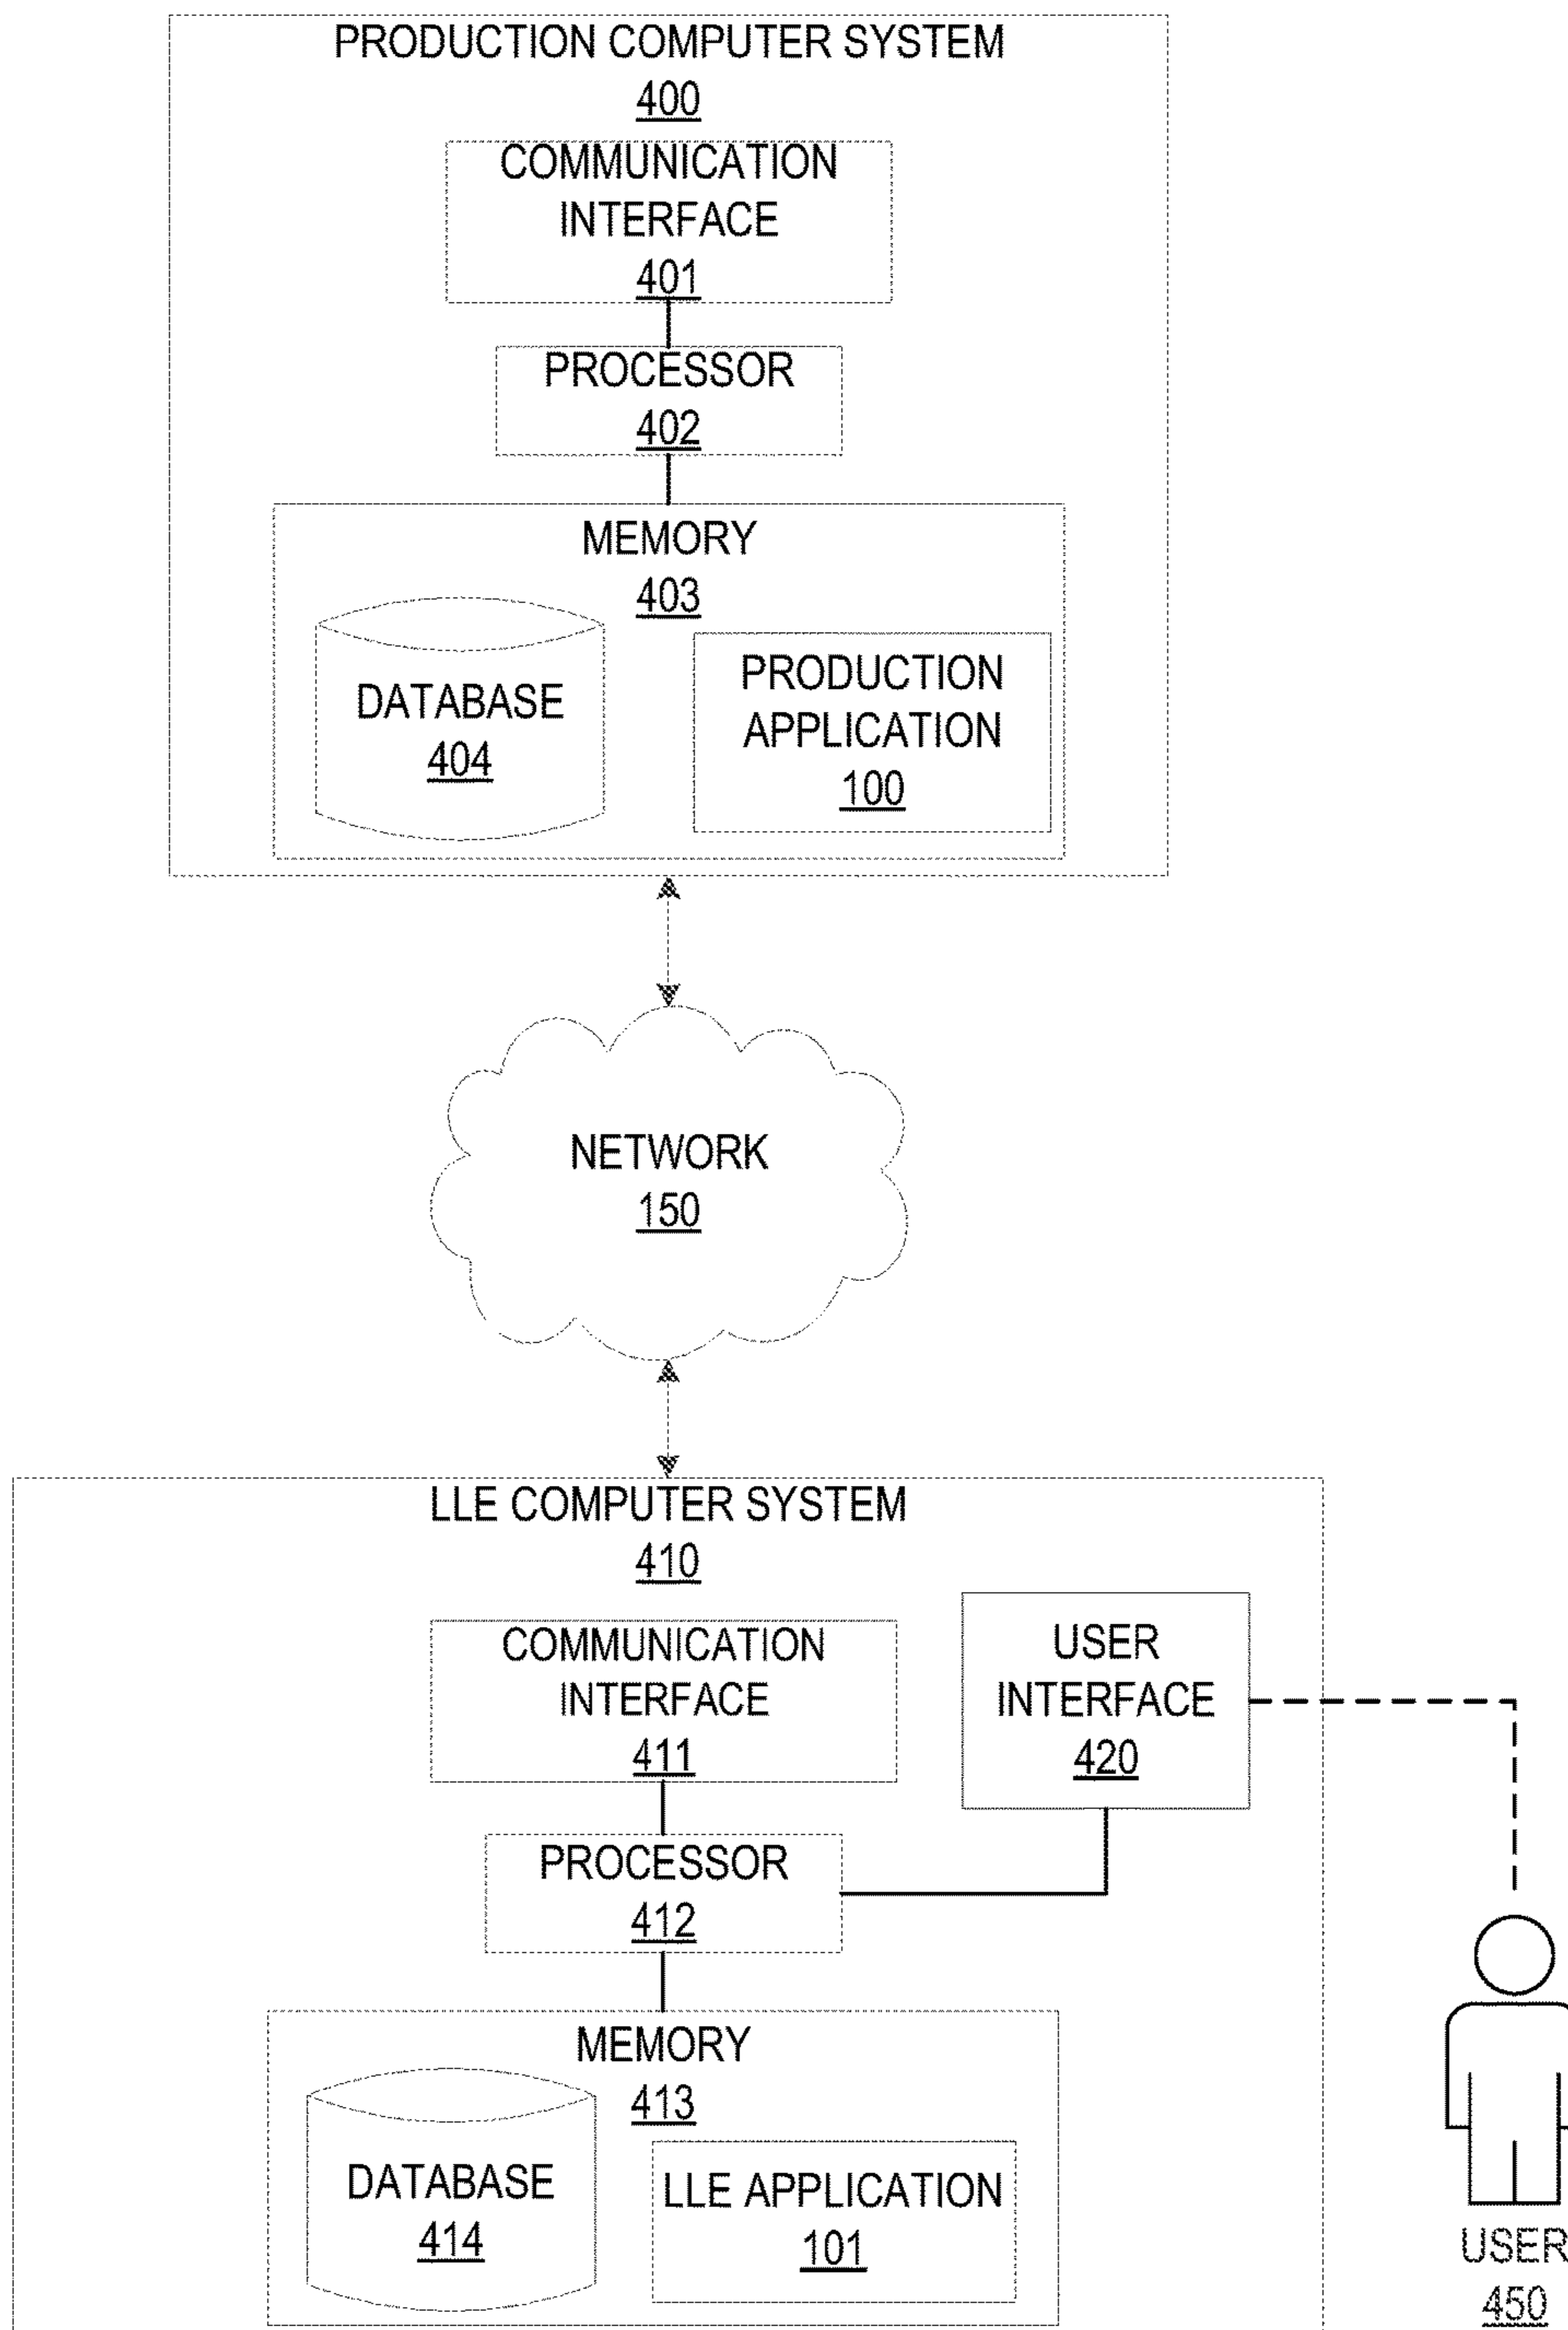 PRODUCTION COMPUTER SYSTEM
400
COMMUNICATION
INTERFACE
401
PROCESSOR
402
MEMORY
403
DATABASE
404
PRODUCTION
APPLICATION
100
NETWORK
150
LLE COMPUTER SYSTEM
410
COMMUNICATION
INTERFACE
411
USER
INTERFACE
420
PROCESSOR
412
MEMORY
413
DATABASE
414
LLE APPLICATION
101
USER
450